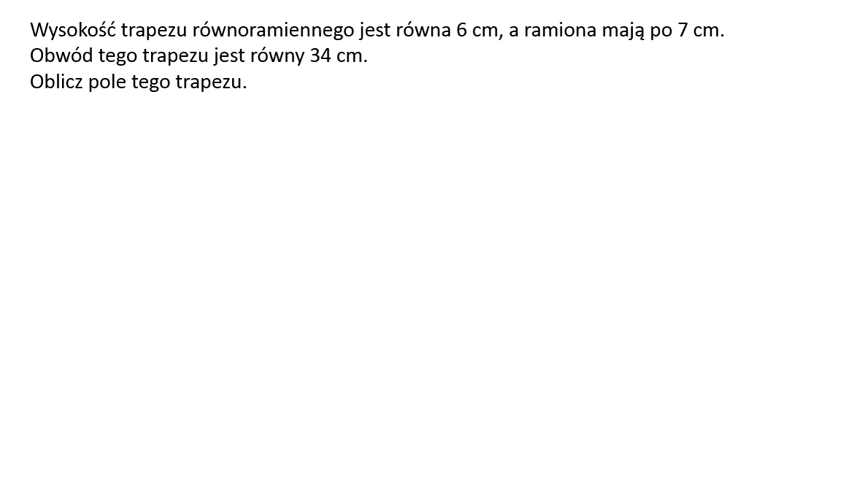 Wysokość trapezu równoramiennego jest równa 6 cm, a ramiona mają po 7 cm.
Obwód tego trapezu jest równy 34 cm.
Oblicz pole tego trapezu.